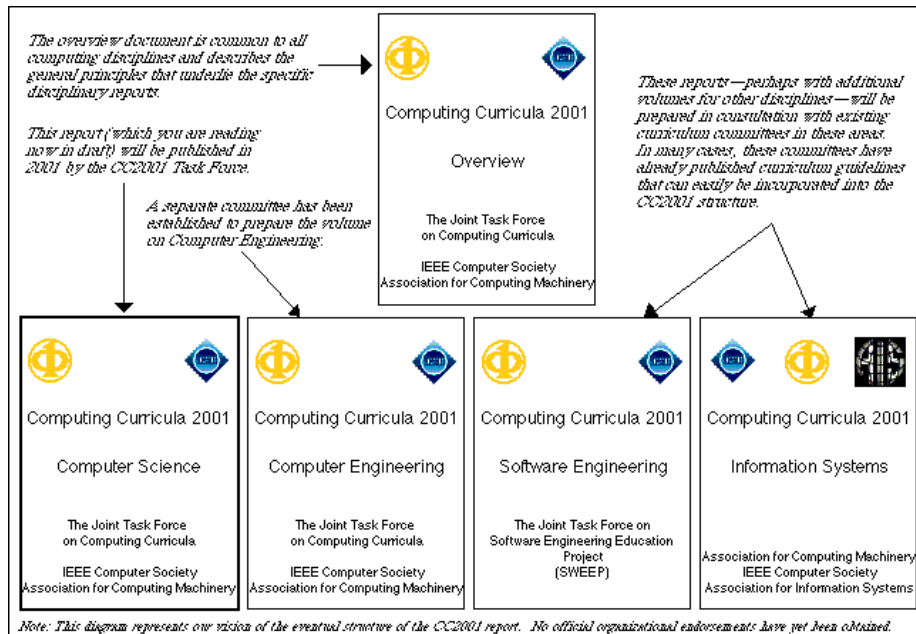 The overview document is common to all
computing disciplines and describes the
general principles that underlie the specific
disciplinary reports.
This report (which you are reading
now in draft) will be published in
2001 by the CC2001 Task Force.
A separate committee has been
established to prepare the volume
on Computer Engineering.
Computing Curricula 2001
Overview
The Joint Task Force
on Computing Curricula
IEEE Computer Society
Association for Computing Machinery
These reports—perhaps with additional
volumes for other disciplines—will be
prepared in consultation with existing
curriculum committees in these areas.
In many cases, these committees have
already published curriculum guidelines
that can easily be incorporated into the
CC2001 structure.
Computing Curricula 2001
Computer Science
The Joint Task Force
on Computing Curricula
IEEE Computer Society
Association for Computing Machinery
Computing Curricula 2001
Computer Engineering
The Joint Task Force
on Computing Curricula
IEEE Computer Society
Association for Computing Machinery
Computing Curricula 2001
Software Engineering
The Joint Task Force on
Software Engineering Education
Project
(SWEEP)
Computing Curricula 2001
Information Systems
Association for Computing Machinery
IEEE Computer Society
Association for Information Systems
Note: This diagram represents our vision of the eventual structure of the CC2001 report. No official organizational endorsements have yet been obtained.